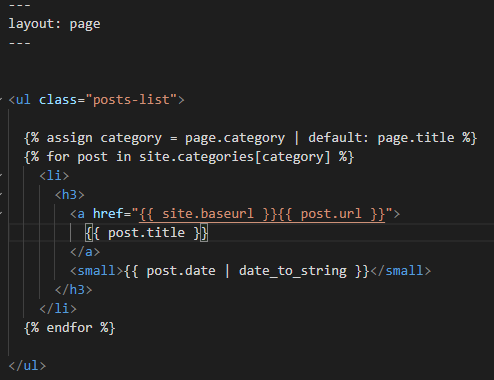 ---
layout: page
---
<ul class="posts-list">
{% assign category = page.category | default: page.title %}
{% for post in site.categories[category] %}
<li>
<h3>
<a href="{{ site.baseurl }}{{ post.url }}">
{{ post.title }}
</a>
<small>{{ post.date | date_to_string }}</small>
</h3>
</li>
{% endfor %}
</ul>